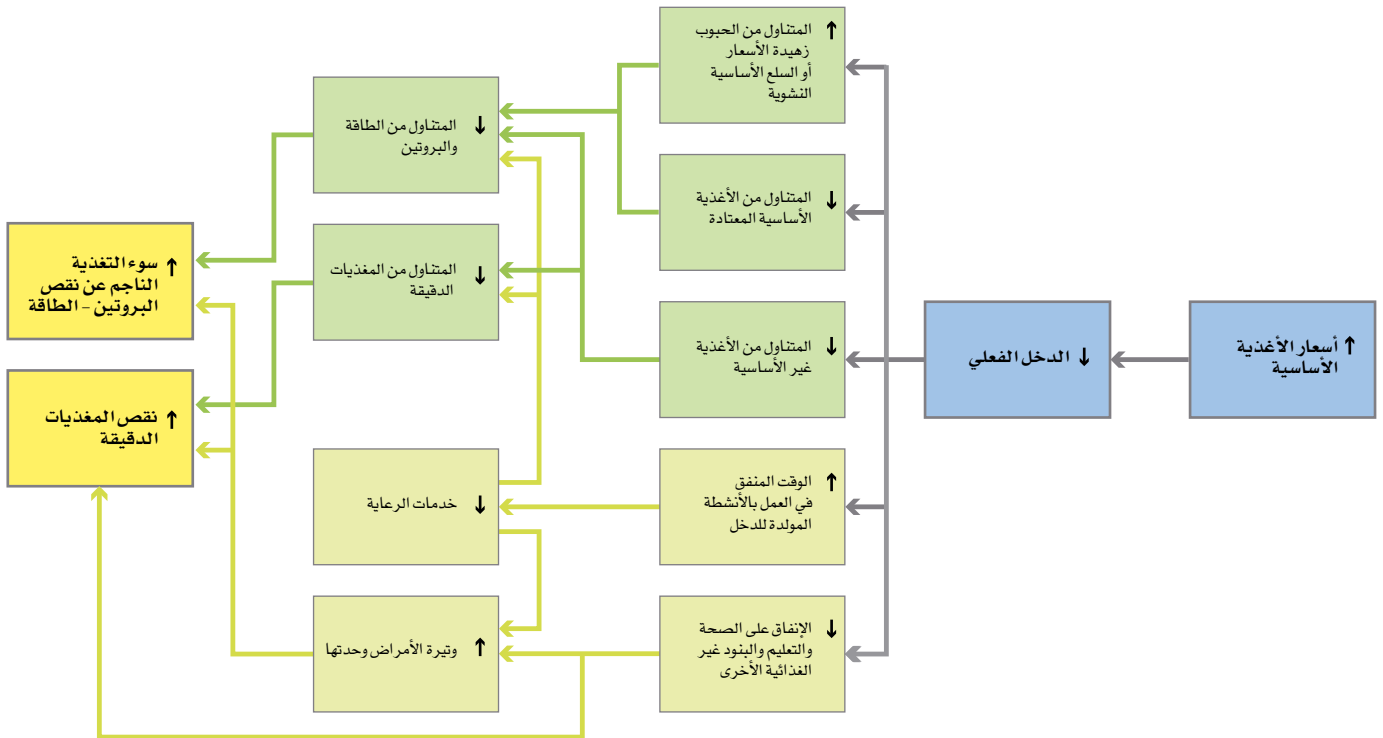 ↑ أسعار الأغذية
الأساسية
↓ الدخل الفعلي
↑ المتناول من الحبوب
زهيدة الأسعار
أو السلع الأساسية
النشوية
↓ المتناول من الأغذية
الأساسية المعتادة
↓ المتناول من الأغذية
غير الأساسية
↑ الوقت المنفق
في العمل بالأنشطة
المولدة للدخل
↓ الإنفاق على الصحة
والتعليم والبنود غير
الغذائية الأخرى
↓ المتناول من الطاقة
والبروتين
↓ المتناول من المغذيات
الدقيقة
↓ خدمات الرعاية
↑ وتيرة الأمراض وحدتها
↑ سوء التغذية
الناجم عن نقص
البروتين – الطاقة
↑ نقص المغذيات
الدقيقة